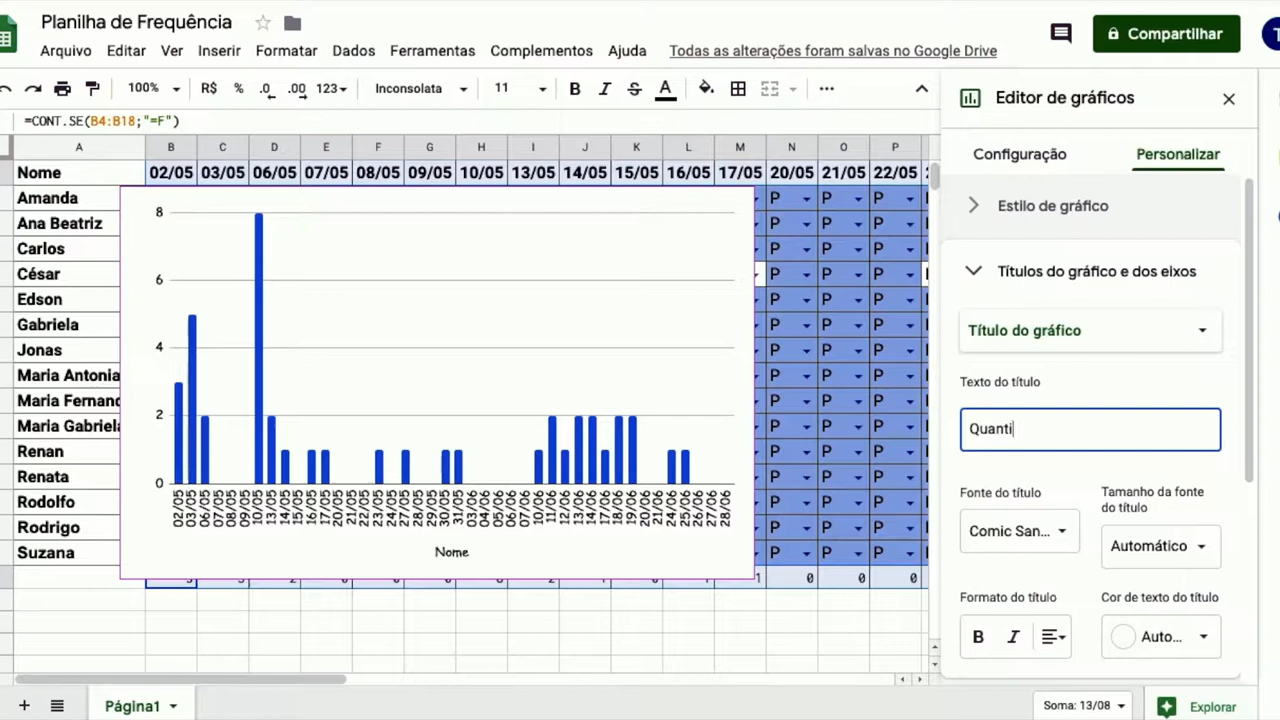 Planilha de Frequência
Arquivo Editar Ver Inserir Formatar Dados Ferramentas Complementos Ajuda Todas as alterações foram salvas no Google Drive
Compartilhar
100% R$ % .0 .00 123 Inconsolata 11 B I S A
=CONT.SE(B4:B18;"=F")
A B C D E F G H I J K L M N O P
Nome 02/05 03/05 06/05 07/05 08/05 09/05 10/05 13/05 14/05 15/05 16/05 17/05 20/05 21/05 22/05
Amanda P P P
Ana Beatriz P P P
Carlos P P P
César P P P
Edson P P P
Gabriela P P P
Jonas P P P
Maria Antonia P P P
Maria Fernand P P P
Maria Gabriela P P P
Renan P P P
Renata P P P
Rodolfo P P P
Rodrigo P P P
Suzana P P P
1 0 0 0
8
6
4
2
0
02/05 03/05 06/05 07/05 08/05 09/05 10/05 13/05 14/05 15/05 16/05 17/05 20/05 21/05 22/05 23/05 24/05 27/05 28/05 29/05 30/05 31/05 03/06 04/06 05/06 06/06 07/06 10/06 11/06 12/06 13/06 14/06 17/06 18/06 19/06 20/06 21/06 24/06 25/06 26/06 27/06 28/06
Nome
Editor de gráficos
Configuração Personalizar
Estilo de gráfico
Títulos do gráfico e dos eixos
Título do gráfico
Texto do título
Quanti
Fonte do título
Comic San...
Tamanho da fonte do título
Automático
Formato do título
B I
Cor de texto do título
Auto...
Página1
Soma: 13/08
Explorar